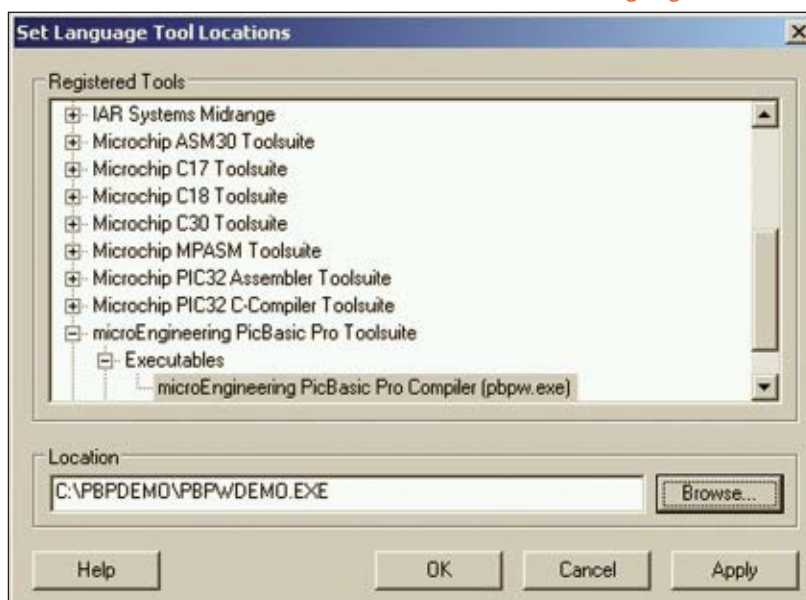 Set Language Tool Locations
Registered Tools
IAR Systems Midrange
Microchip ASM30 Toolsuite
Microchip C17 Toolsuite
Microchip C18 Toolsuite
Microchip C30 Toolsuite
Microchip MPASM Toolsuite
Microchip PIC32 Assembler Toolsuite
Microchip PIC32 C-Compiler Toolsuite
microEngineering PicBasic Pro Toolsuite
Executables
microEngineering PicBasic Pro Compiler (pbpw.exe)
Location
C:\PBPDEMO\PBPWDEMO.EXE
Browse...
Help
OK
Cancel
Apply